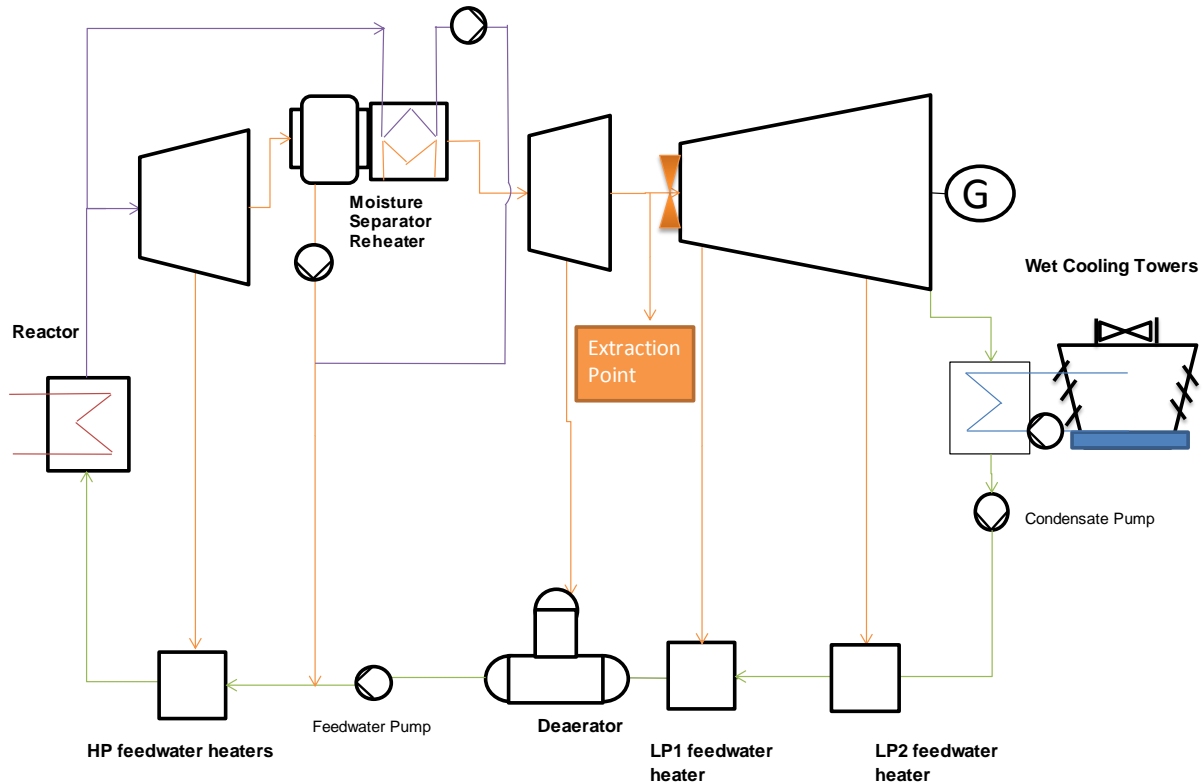 Moisture
Separator
Reheater
G
Wet Cooling Towers
Reactor
Extraction
Point
Condensate Pump
Feedwater Pump
Deaerator
HP feedwater heaters
LP1 feedwater
heater
LP2 feedwater
heater